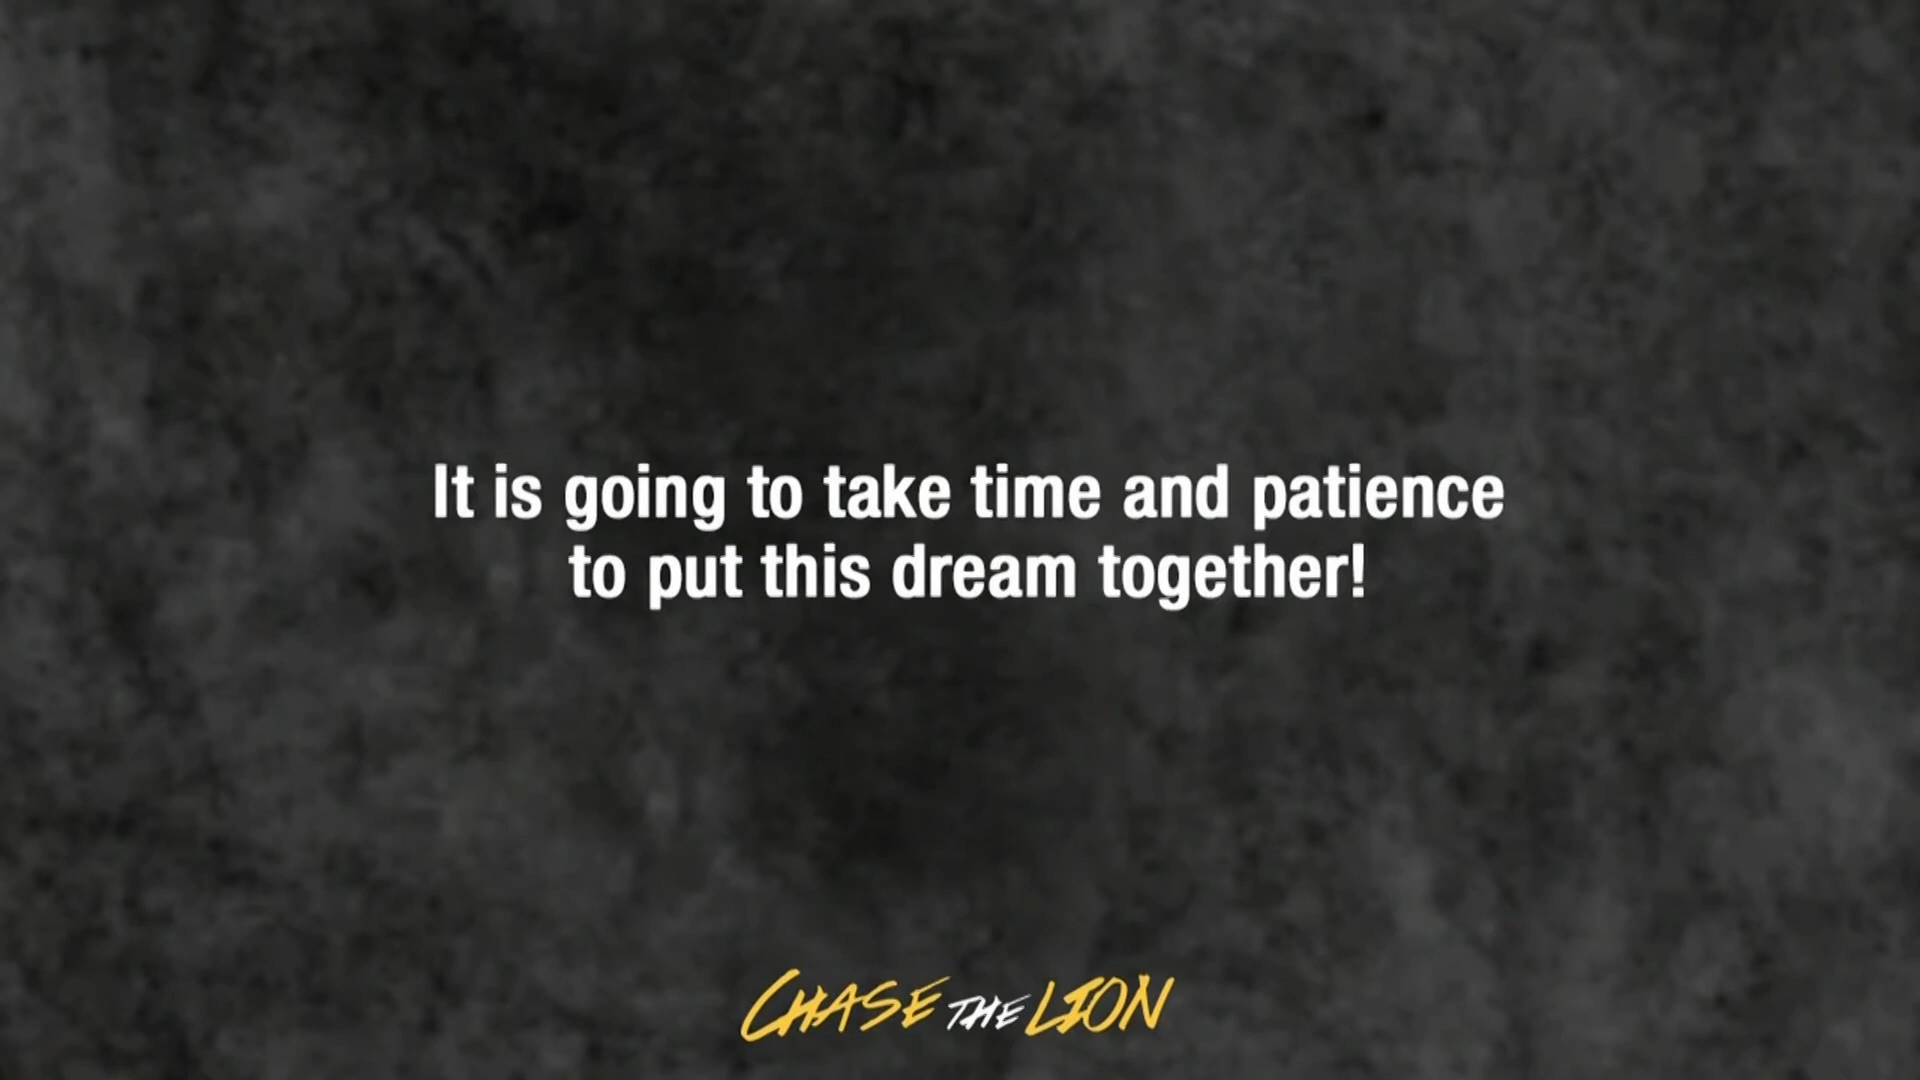 It is going to take time and patience
to put this dream together!
CHASE THE LION